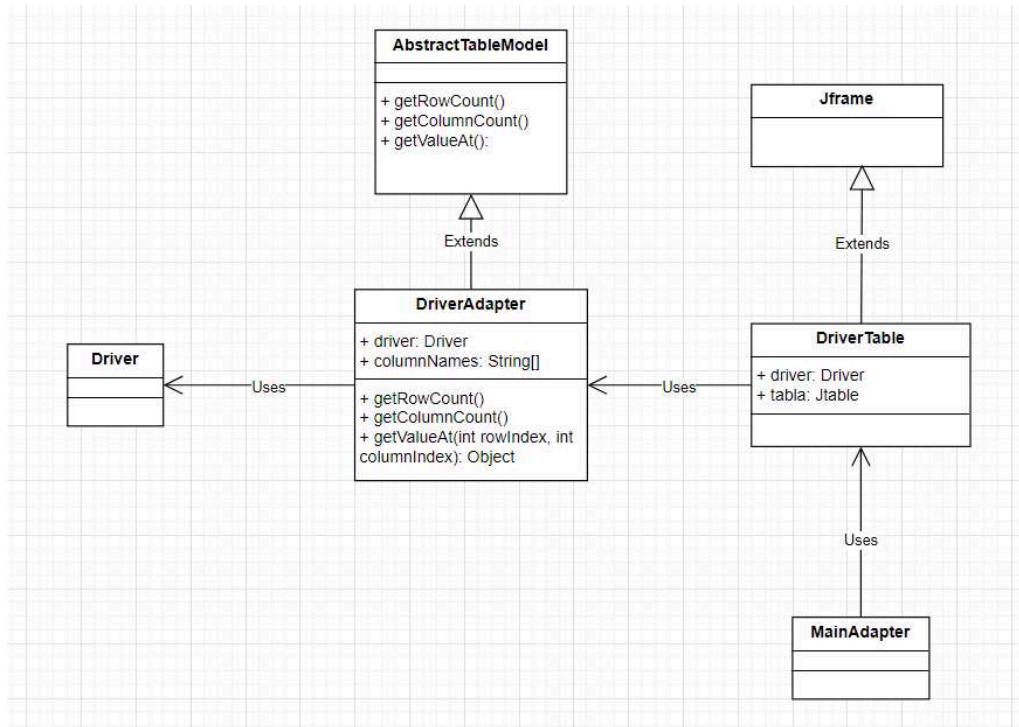 AbstractTableModel
+ getRowCount()
+ getColumnCount()
+ getValueAt():
Jframe
Extends
Extends
DriverAdapter
+ driver: Driver
+ columnNames: String[]
+ getRowCount()
+ getColumnCount()
+ getValueAt(int rowIndex, int
columnIndex): Object
Driver
Uses
Uses
DriverTable
+ driver: Driver
+ tabla: Jtable
Uses
MainAdapter